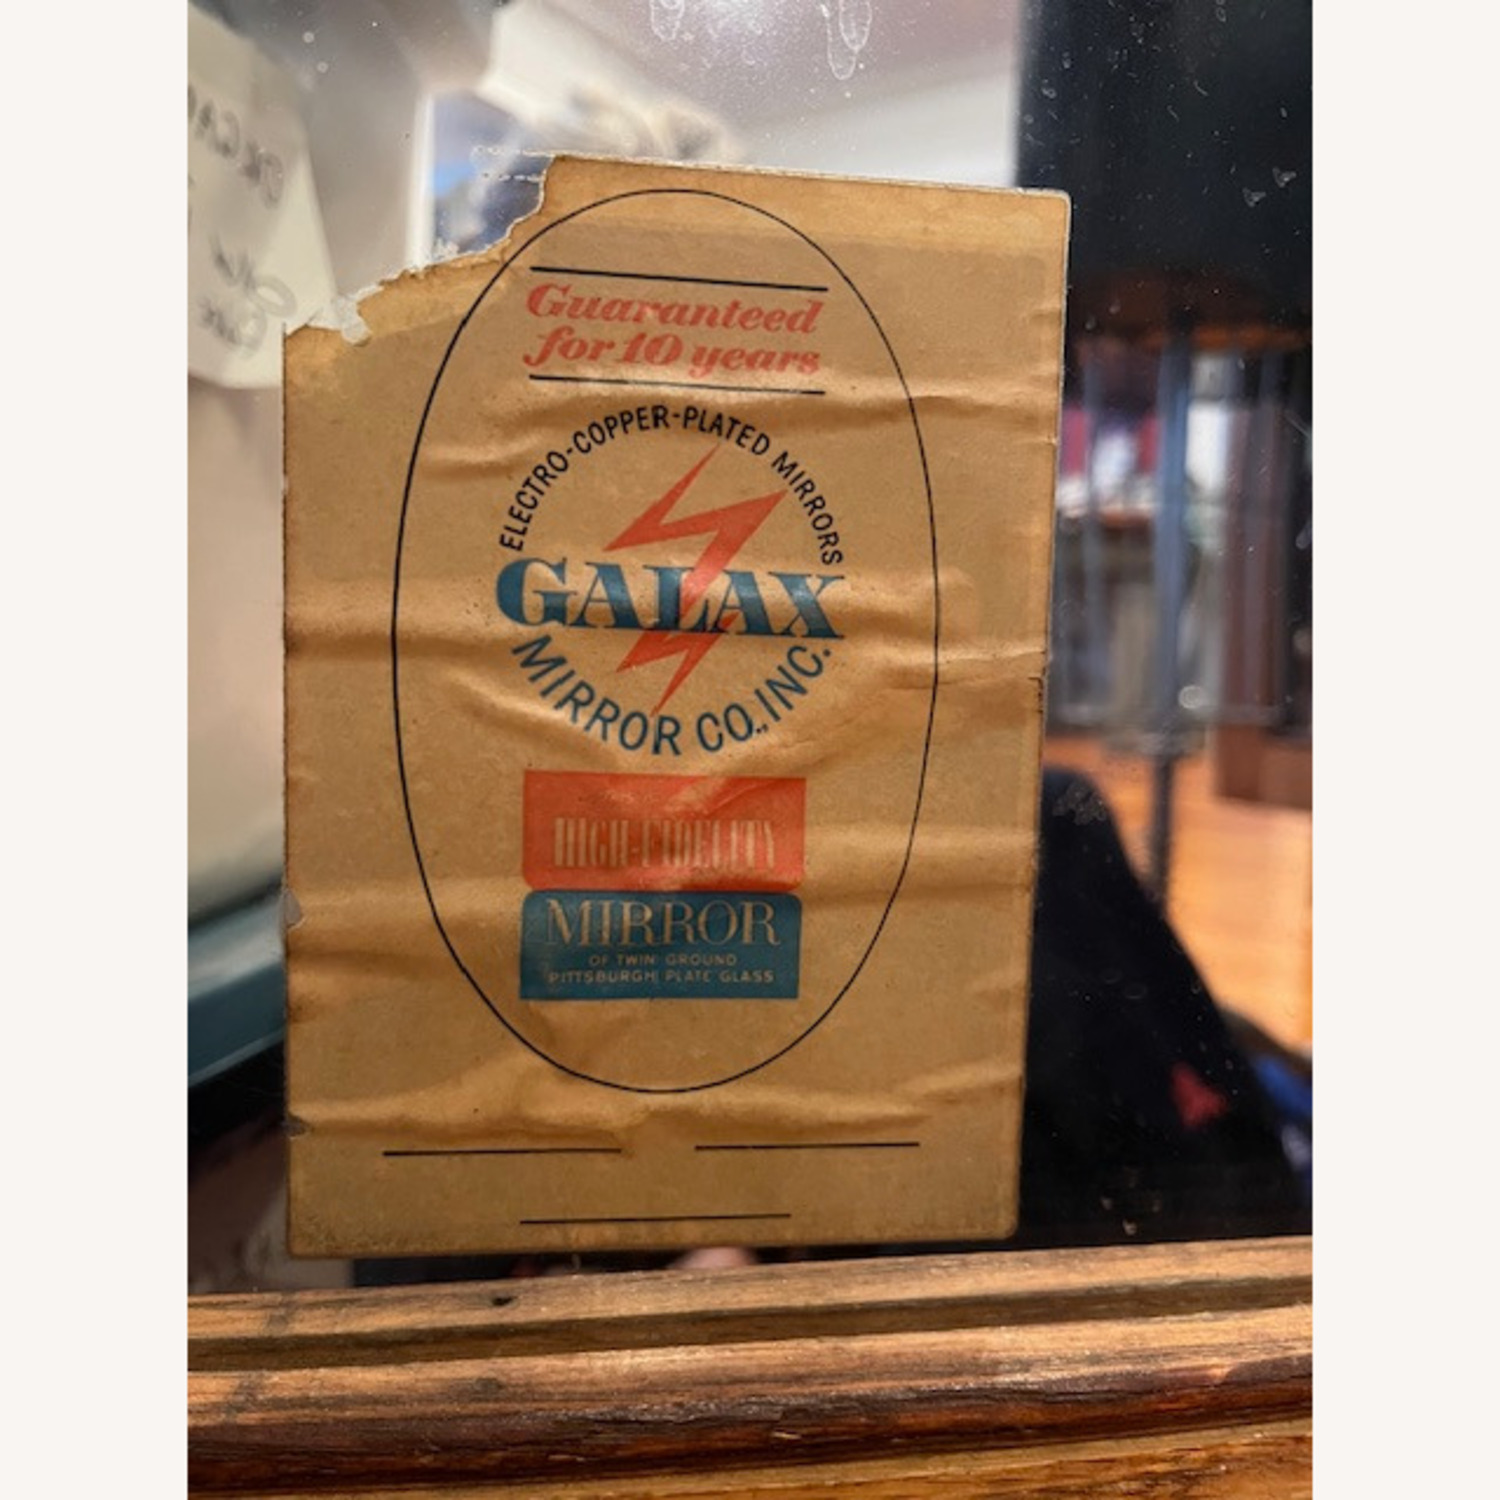 Guaranteed
for 10 years
ELECTRO-COPPER-PLATED MIRRORS
GALAX
MIRROR CO., INC.
HIGH-FIDELITY
MIRROR
OF TWIN GROUND
PITTSBURGH PLATE GLASS